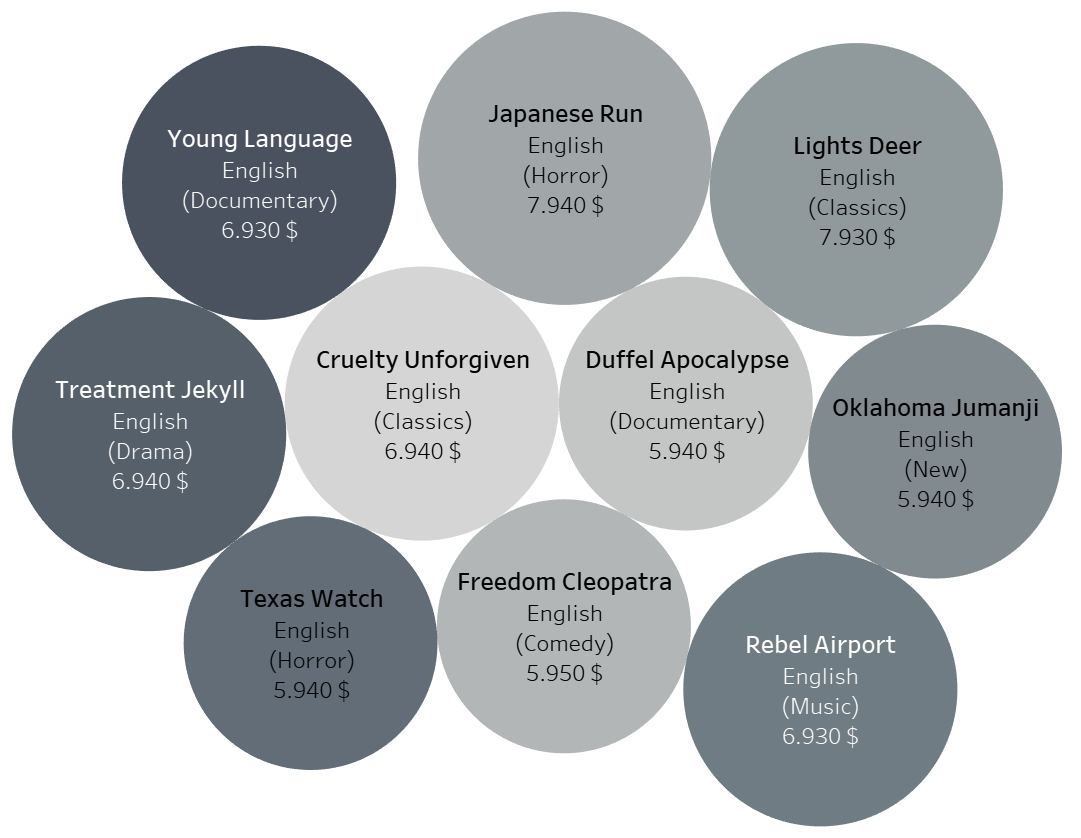 Young Language
English
(Documentary)
6.930 $
Japanese Run
English
(Horror)
7.940 $
Lights Deer
English
(Classics)
7.930 $
Treatment Jekyll
English
(Drama)
6.940 $
Cruelty Unforgiven
English
(Classics)
6.940 $
Duffel Apocalypse
English
(Documentary)
5.940 $
Oklahoma Jumanji
English
(New)
5.940 $
Texas Watch
English
(Horror)
5.940 $
Freedom Cleopatra
English
(Comedy)
5.950 $
Rebel Airport
English
(Music)
6.930 $